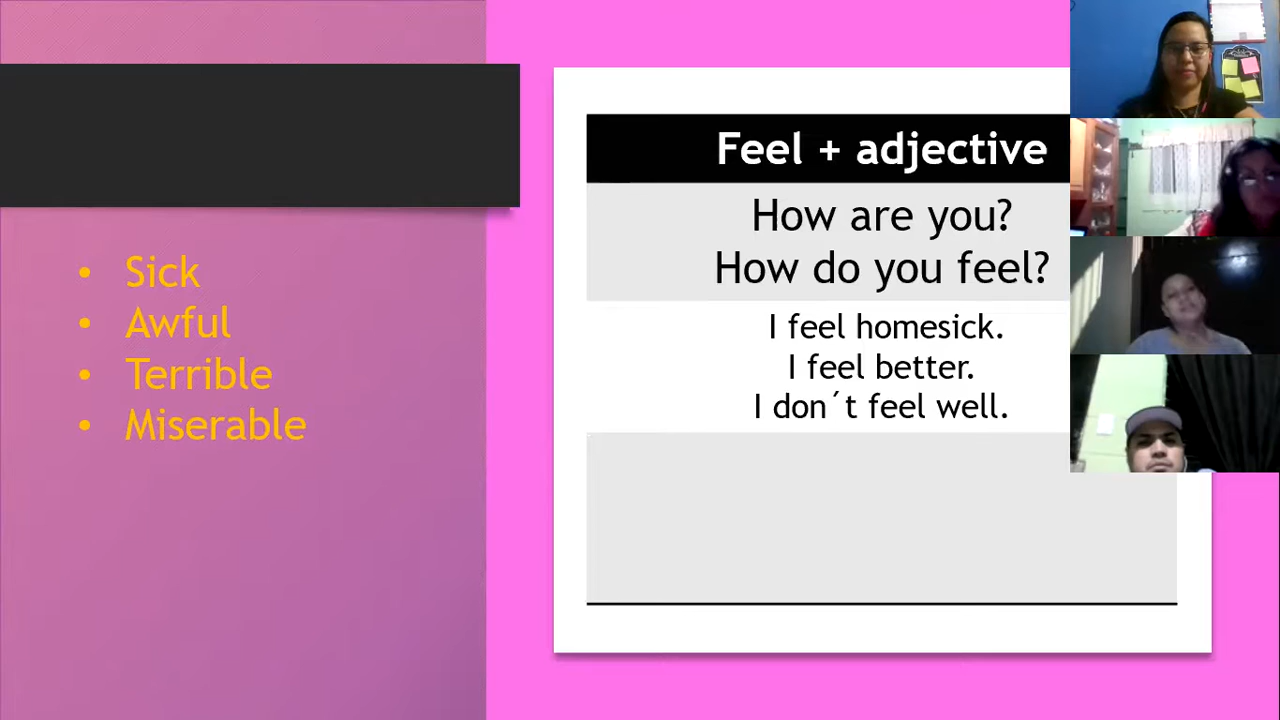 Sick
Awful
Terrible
Miserable
Feel + adjective
How are you?
How do you feel?
I feel homesick.
I feel better.
I don´t feel well.